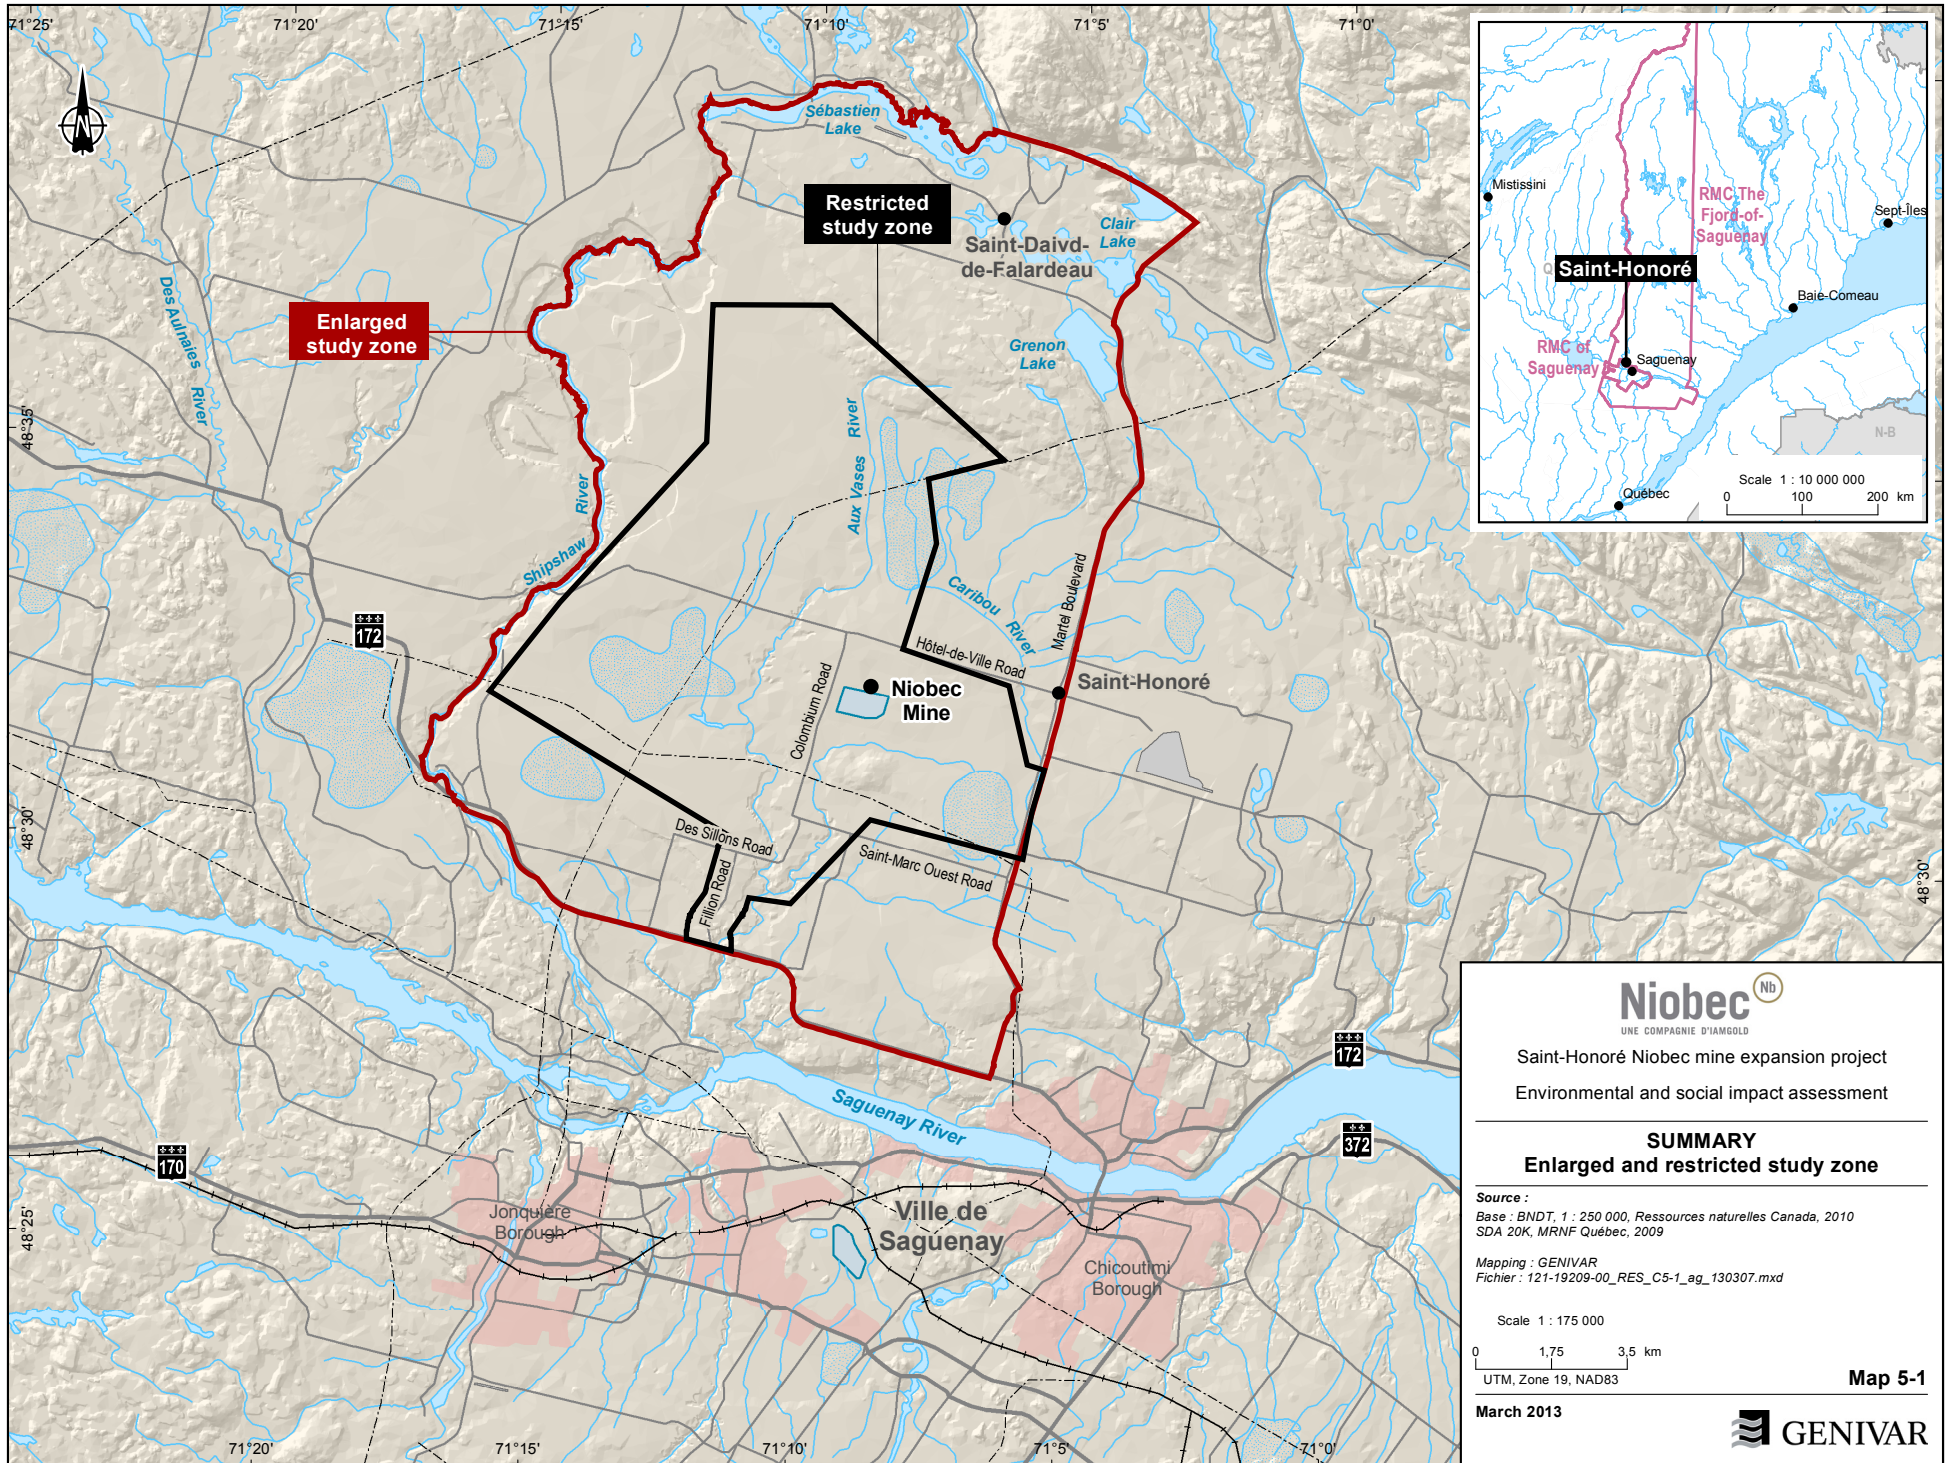 71°25'
71°20'
71°15'
71°10'
71°5'
71°0'
N
Sébastien
Lake
Restricted
study zone
Saint-Daivd-
de-Falardeau
Clair
Lake
Enlarged
study zone
Des Aulnaies River
Grenon
Lake
48°35'
Aux Vases River
River
Shipshaw
Caribou
River
Martel Boulevard
172
Hôtel-de-Ville Road
Saint-Honoré
Niobec
Mine
Colombium Road
48°30'
Des Sillons Road
Fillion Road
Saint-Marc Ouest Road
48°30'
172
Saguenay River
372
170
Jonquière
Borough
Ville de
Saguenay
Chicoutimi
Borough
48°25'
71°20'
71°15'
71°10'
71°5'
71°0'
Mistissini
RMC The
Fjord-of-
Saguenay
Sept-Îles
Q
Saint-Honoré
Baie-Comeau
RMC of
Saguenay
Saguenay
N-B
Québec
Scale 1 : 10 000 000
0 100 200 km
Niobec Nb
UNE COMPAGNIE D'IAMGOLD
Saint-Honoré Niobec mine expansion project
Environmental and social impact assessment
SUMMARY
Enlarged and restricted study zone
Source :
Base : BNDT, 1 : 250 000, Ressources naturelles Canada, 2010
SDA 20K, MRNF Québec, 2009
Mapping : GENIVAR
Fichier : 121-19209-00_RES_C5-1_ag_130307.mxd
Scale 1 : 175 000
0 1,75 3,5 km
UTM, Zone 19, NAD83
Map 5-1
March 2013
GENIVAR